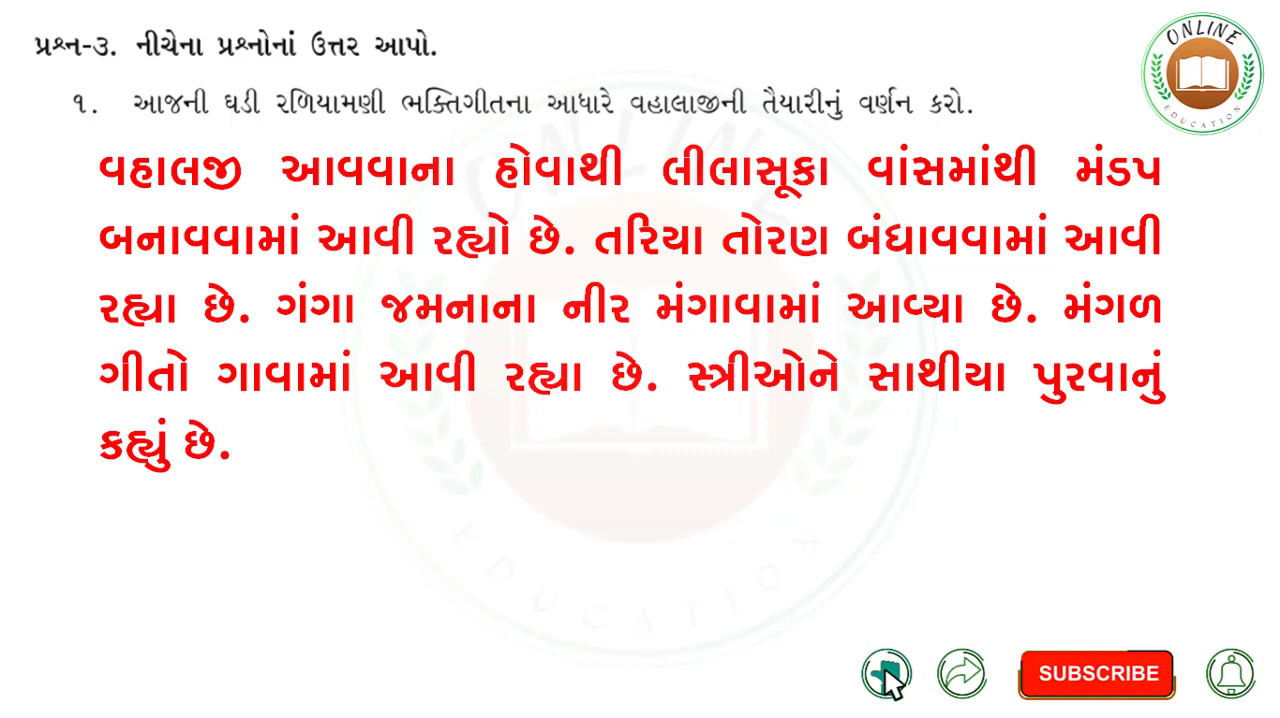 પ્રશ્ન-૩. નીચેના પ્રશ્નોનાં ઉત્તર આપો.
૧. આજની ઘડી રળિયામણી ભક્તિગીતના આધારે વહાલાજીની તૈયારીનું વર્ણન કરો.
વહાલજી આવવાના હોવાથી લીલાસૂકા વાંસમાંથી મંડપ
બનાવવામાં આવી રહ્યો છે. તરિયા તોરણ બંધાવવામાં આવી
રહ્યા છે. ગંગા જમનાના નીર મંગાવામાં આવ્યા છે. મંગળ
ગીતો ગાવામાં આવી રહ્યા છે. સ્ત્રીઓને સાથીયા પુરવાનું
કહ્યું છે.
ONLINE
EDUCATION
ONLINE
EDUCATION
SUBSCRIBE